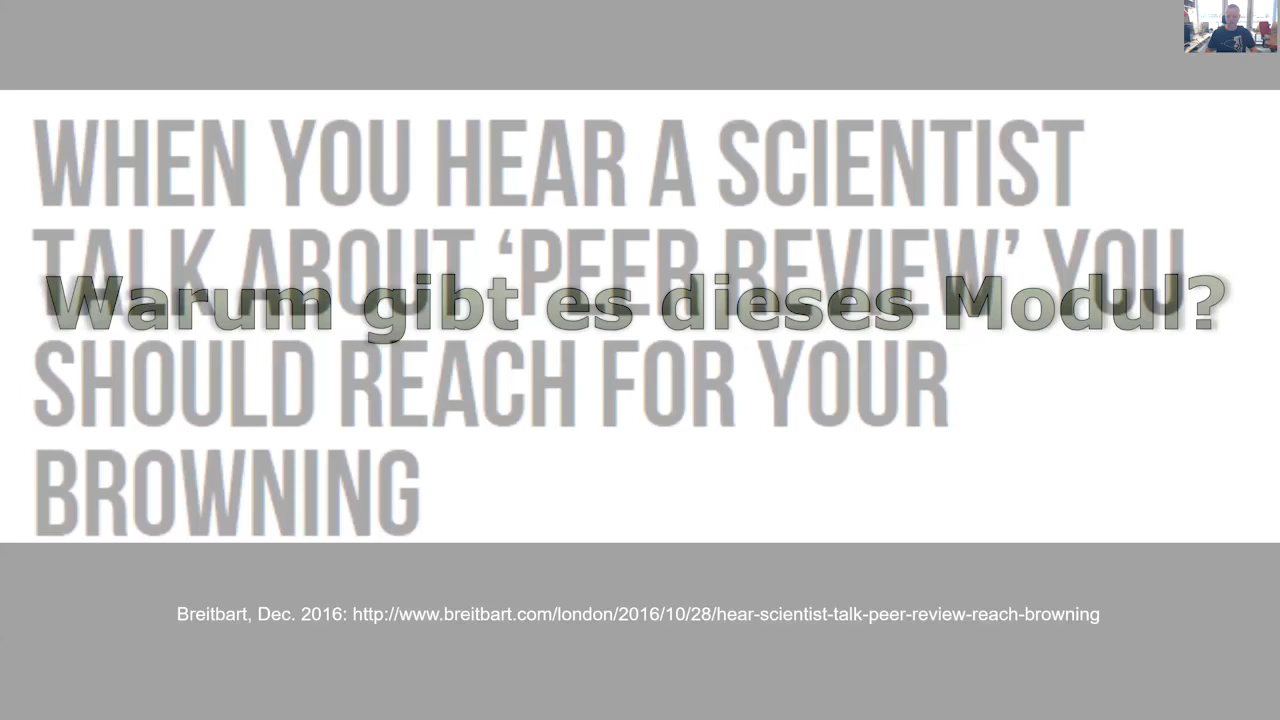 WHEN YOU HEAR A SCIENTIST
TALK ABOUT ‘PEER REVIEW’ YOU
Warum gibt es dieses Modul?
SHOULD REACH FOR YOUR
BROWNING
Breitbart, Dec. 2016: http://www.breitbart.com/london/2016/10/28/hear-scientist-talk-peer-review-reach-browning